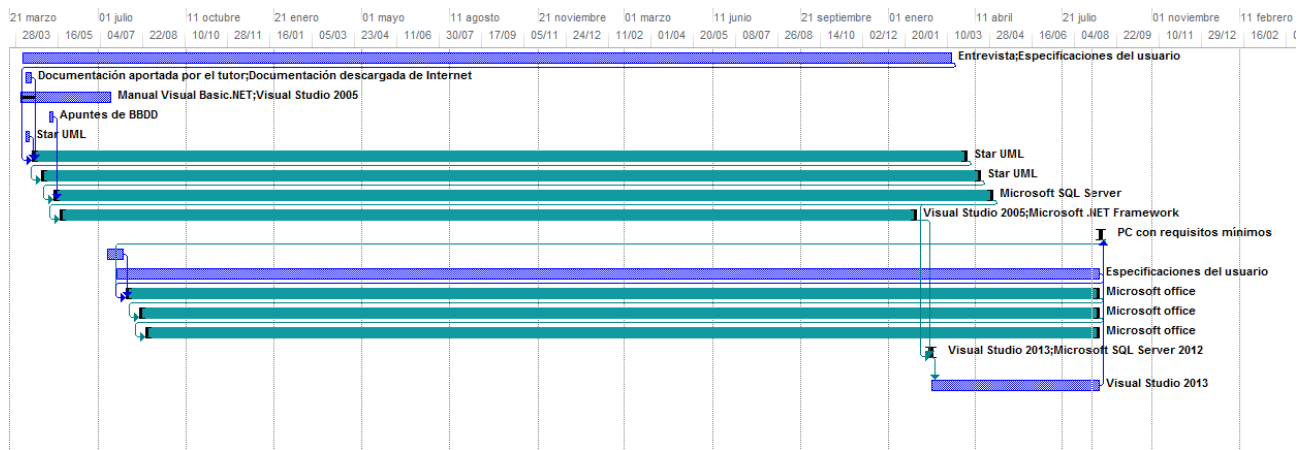 21 marzo 01 julio 11 octubre 21 enero 01 mayo 11 agosto 21 noviembre 01 marzo 11 junio 21 septiembre 01 enero 11 abril 21 julio 01 noviembre 11 febrero
28/03 16/05 04/07 22/08 10/10 28/11 16/01 05/03 23/04 11/06 30/07 17/09 05/11 24/12 11/02 01/04 20/05 08/07 26/08 14/10 02/12 20/01 10/03 28/04 16/06 04/08 22/09 10/11 29/12 16/02
Entrevista;Especificaciones del usuario
Documentación aportada por el tutor;Documentación descargada de Internet
Manual Visual Basic.NET;Visual Studio 2005
Apuntes de BBDD
Star UML
Star UML
Star UML
Microsoft SQL Server
Visual Studio 2005;Microsoft .NET Framework
PC con requisitos mínimos
Especificaciones del usuario
Microsoft office
Microsoft office
Microsoft office
Visual Studio 2013;Microsoft SQL Server 2012
Visual Studio 2013